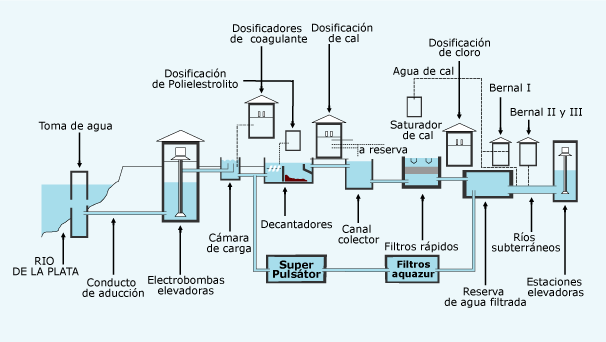 Dosificadores
de coagulante
Dosificación
de cal
Dosificación
de cloro
Dosificación
de Polielestrolito
Agua de cal
Bernal I
Bernal II y III
Toma de agua
Saturador
de cal
a reserva
RIO
DE LA PLATA
Conducto
de aducción
Electrobombas
elevadoras
Cámara
de carga
Decantadores
Canal
colector
Filtros rápidos
Ríos
subterráneos
Super
Pulsátor
Filtros
aquazur
Reserva
de agua filtrada
Estaciones
elevadoras